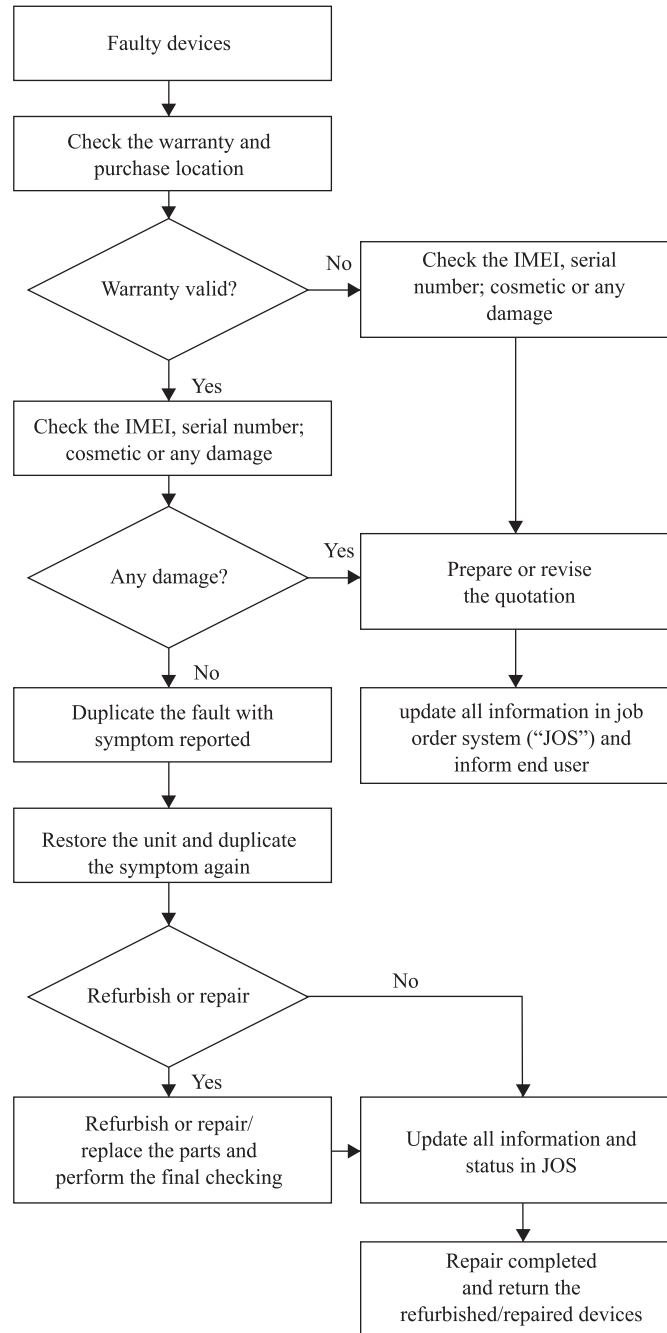 Faulty devices
Check the warranty and
purchase location
Warranty valid?
No
Check the IMEI, serial
number; cosmetic or any
damage
Yes
Check the IMEI, serial number;
cosmetic or any damage
Any damage?
Yes
Prepare or revise
the quotation
No
Duplicate the fault with
symptom reported
update all information in job
order system (“JOS”) and
inform end user
Restore the unit and duplicate
the symptom again
Refurbish or repair
No
Yes
Refurbish or repair/
replace the parts and
perform the final checking
Update all information and
status in JOS
Repair completed
and return the
refurbished/repaired devices